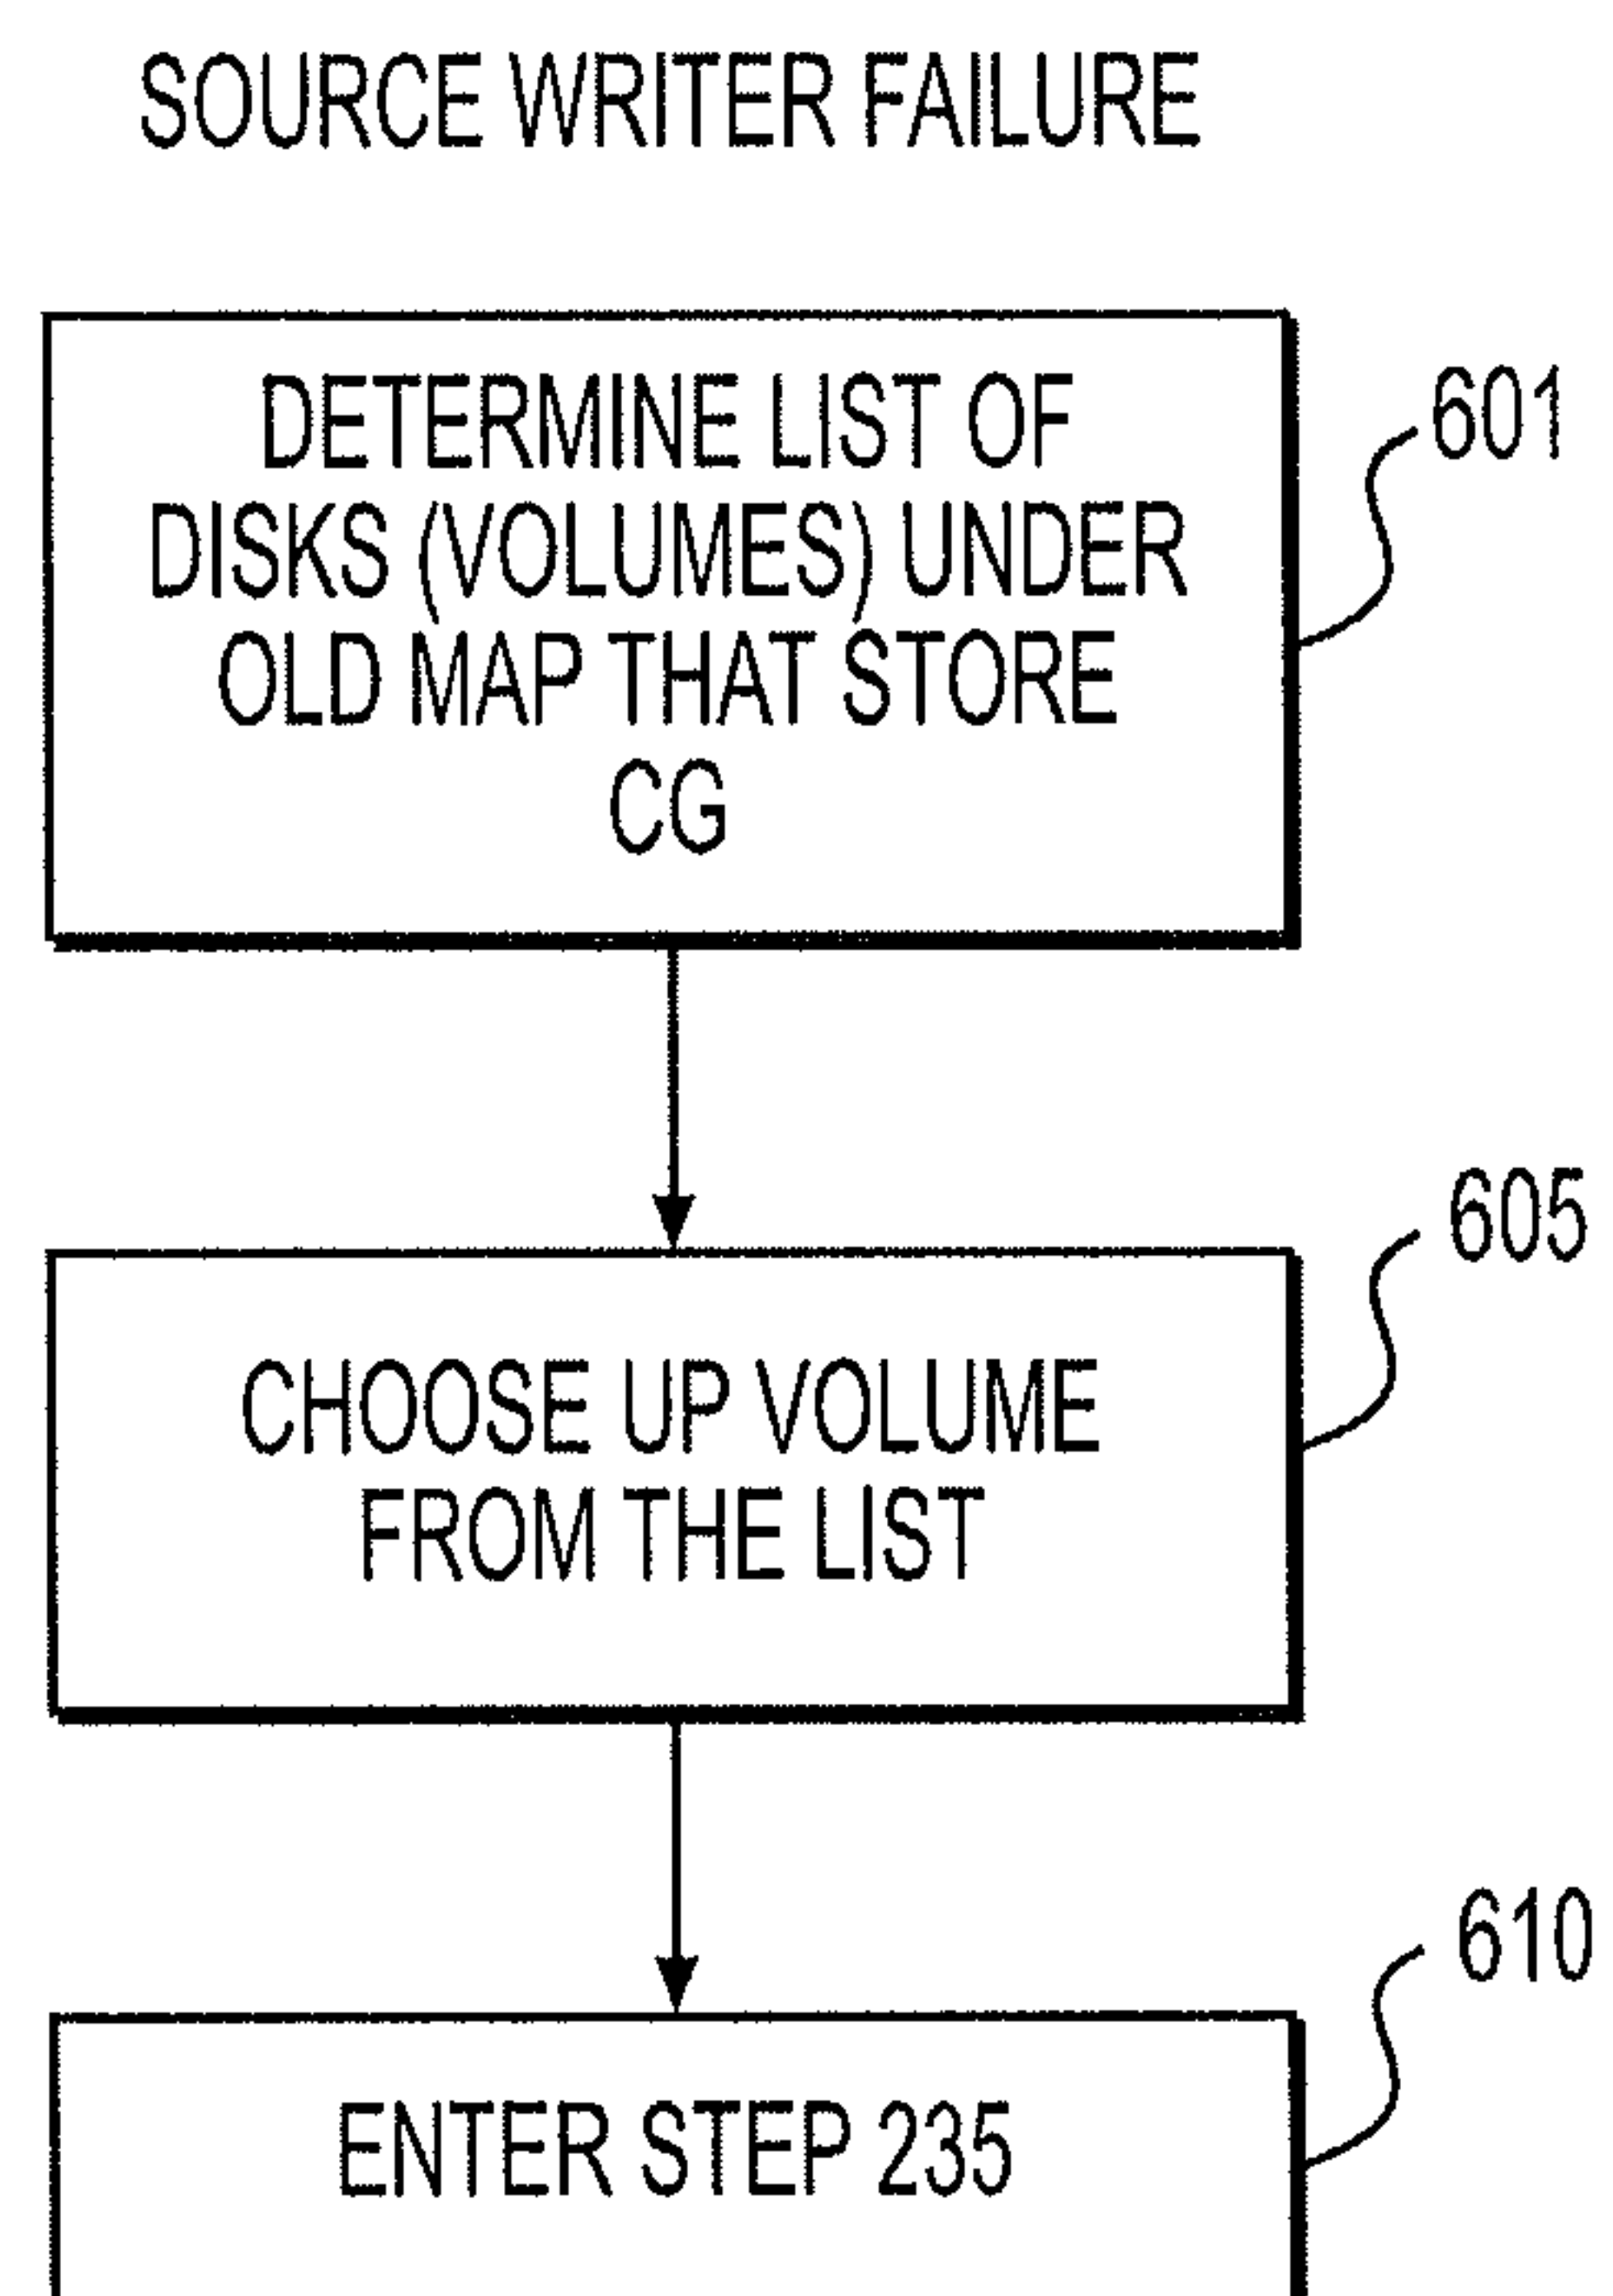 SOURCE WRITER FAILURE
DETERMINE LIST OF
DISKS (VOLUMES) UNDER
OLD MAP THAT STORE
CG
601
CHOOSE UP VOLUME
FROM THE LIST
605
ENTER STEP 235
610